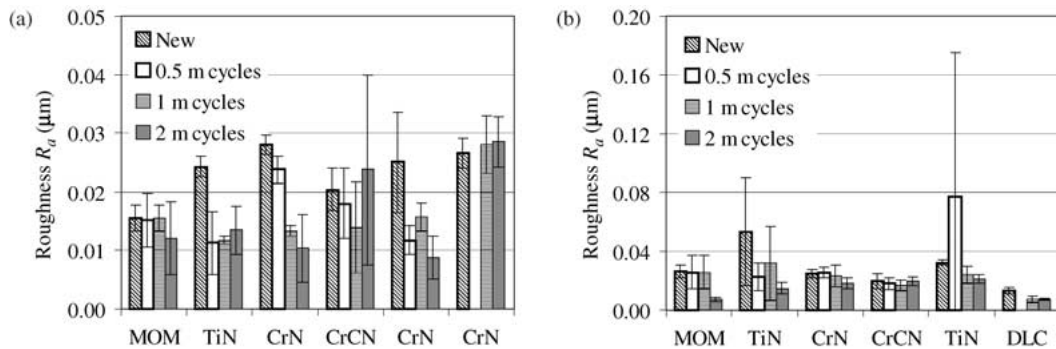 (a)
Roughness Ra (μm)
0.05
0.04
0.03
0.02
0.01
0.00
New
0.5 m cycles
1 m cycles
2 m cycles
MOM TiN CrN CrCN CrN CrN
(b)
Roughness Ra (μm)
0.20
0.16
0.12
0.08
0.04
0.00
New
0.5 m cycles
1 m cycles
2 m cycles
MOM TiN CrN CrCN TiN DLC